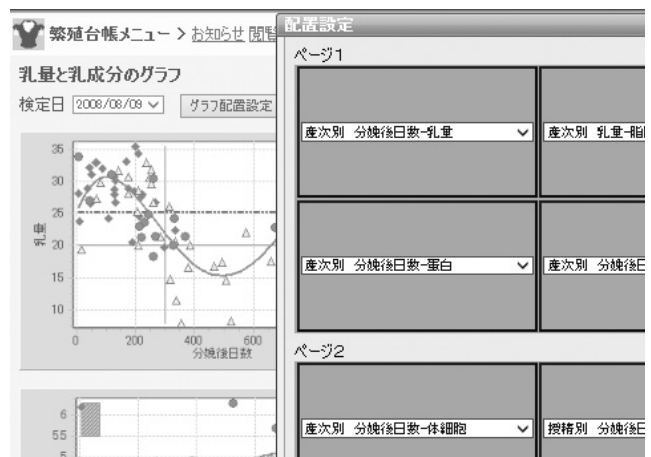 繁殖台帳メニュー > お知らせ 閲覧
乳量と乳成分のグラフ
検定日 2008/08/09 グラフ配置設定
35
30
25
20
15
10
乳量
0 200 400 600
分娩後日数
6
55
5
配置設定
ページ1
産次別 分娩後日数-乳量
産次別 乳量-脂
産次別 分娩後日数-蛋白
産次別 分娩後日
ページ2
産次別 分娩後日数-体細胞
授精別 分娩後日